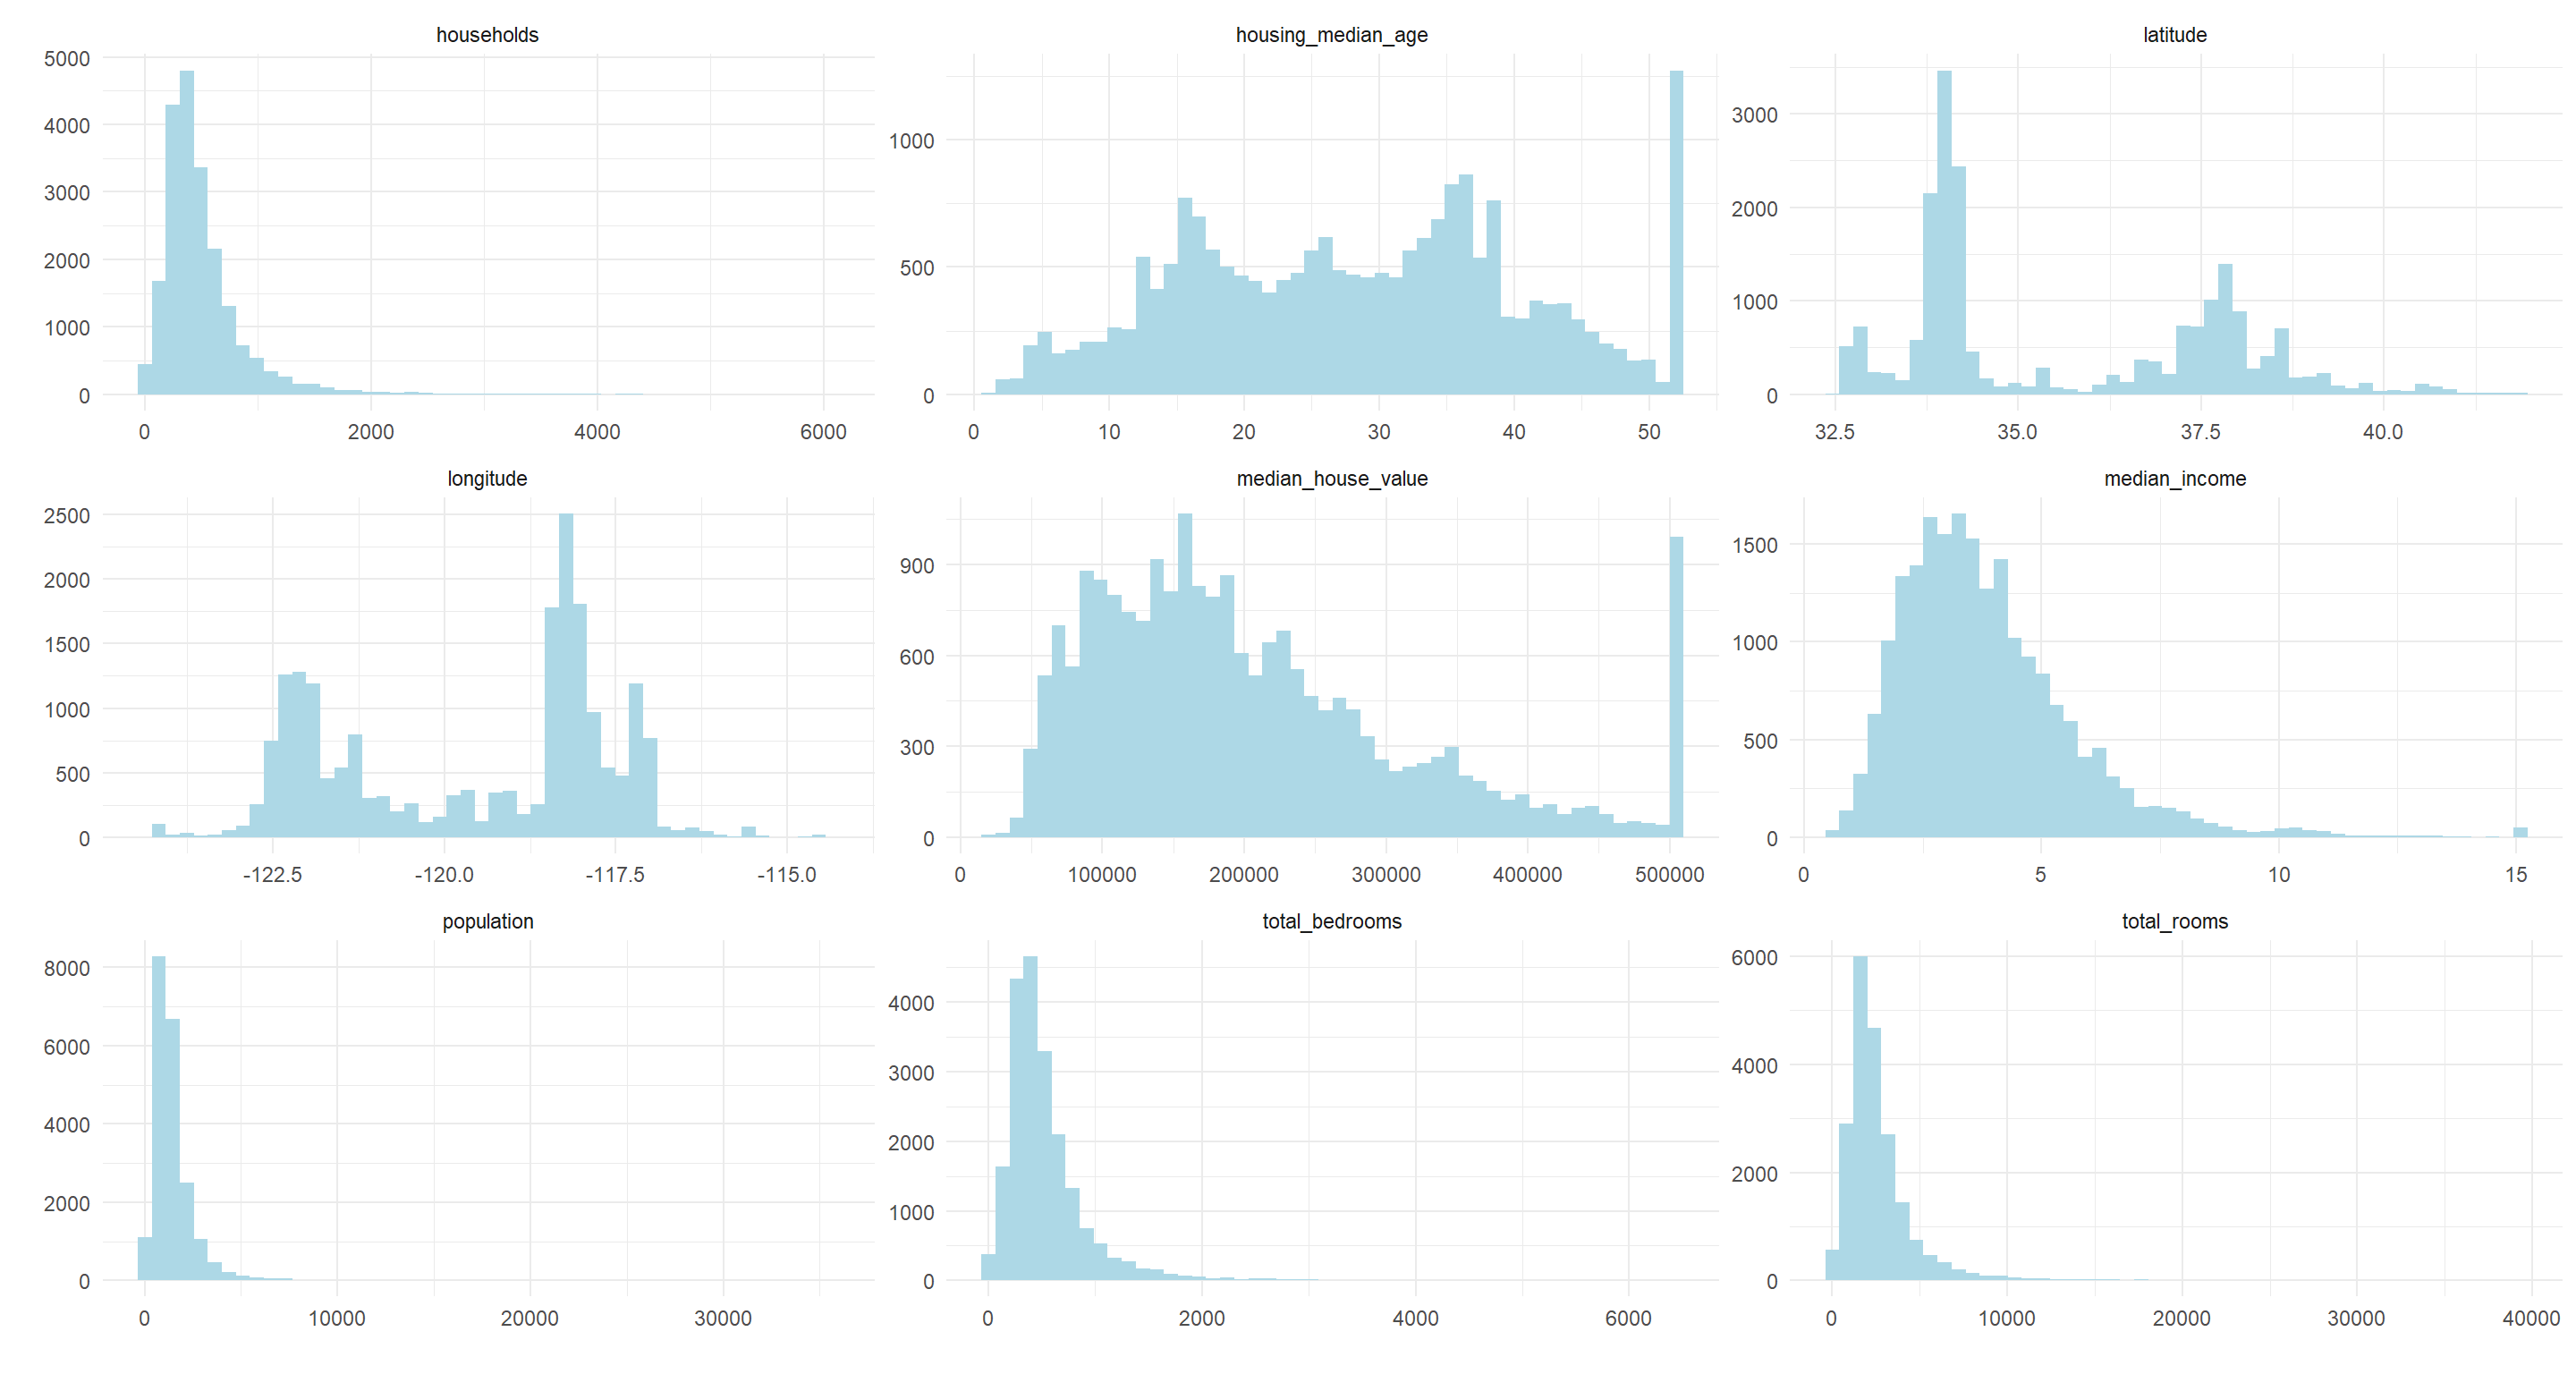 households
5000
4000
3000
2000
1000
0
0 2000 4000 6000
housing_median_age
1000
500
0
0 10 20 30 40 50
latitude
3000
2000
1000
0
32.5 35.0 37.5 40.0
longitude
2500
2000
1500
1000
500
0
-122.5 -120.0 -117.5 -115.0
median_house_value
900
600
300
0
0 100000 200000 300000 400000 500000
median_income
1500
1000
500
0
0 5 10 15
population
8000
6000
4000
2000
0
0 10000 20000 30000
total_bedrooms
4000
3000
2000
1000
0
0 2000 4000 6000
total_rooms
6000
4000
2000
0
0 10000 20000 30000 40000